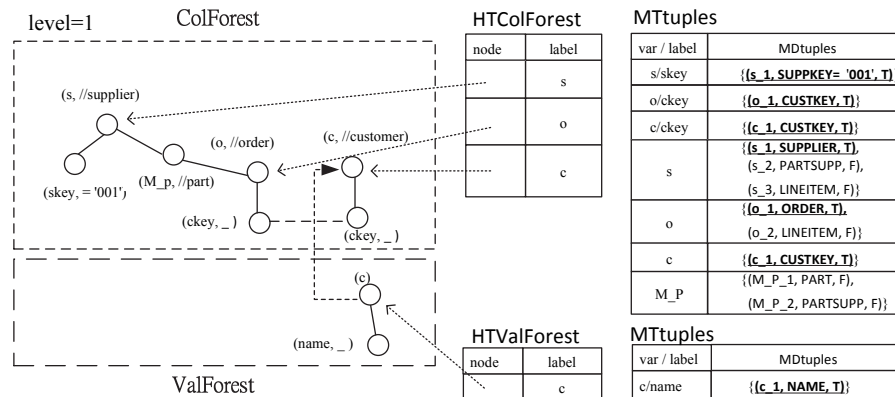 level=1
ColForest
(s, //supplier)
(skey, = '001')
(M_p, //part)
(o, //order)
(c, //customer)
(ckey, _ )
(ckey, _ )
(c)
(name, _ )
ValForest
HTColForest
node label
s
o
c
HTValForest
node label
c
MTtuples
var / label MDtuples
s/skey {(s_1, SUPPKEY= '001', T)}
o/ckey {(o_1, CUSTKEY, T)}
c/ckey {(c_1, CUSTKEY, T)}
s {(s_1, SUPPLIER, T),
(s_2, PARTSUPP, F),
(s_3, LINEITEM, F)}
o {(o_1, ORDER, T),
(o_2, LINEITEM, F)}
c {(c_1, CUSTKEY, T)}
M_P {(M_P_1, PART, F),
(M_P_2, PARTSUPP, F)}
MTtuples
var / label MDtuples
c/name {(c_1, NAME, T)}